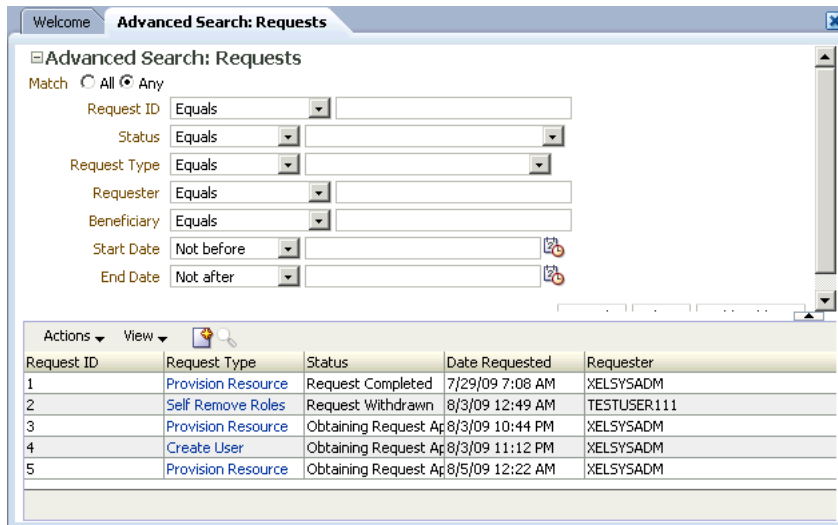 Welcome Advanced Search: Requests
Advanced Search: Requests
Match All Any
Request ID Equals
Status Equals
Request Type Equals
Requester Equals
Beneficiary Equals
Start Date Not before
End Date Not after
Actions View
Request ID Request Type Status Date Requested Requester
1 Provision Resource Request Completed 7/29/09 7:08 AM XELSYSADM
2 Self Remove Roles Request Withdrawn 8/3/09 12:49 AM TESTUSER111
3 Provision Resource Obtaining Request Ap 8/3/09 10:44 PM XELSYSADM
4 Create User Obtaining Request Ap 8/3/09 11:12 PM XELSYSADM
5 Provision Resource Obtaining Request Ap 8/5/09 12:22 AM XELSYSADM